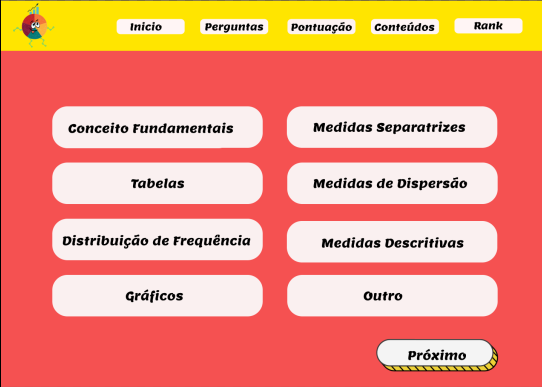 Inicio
Perguntas
Pontuação
Conteúdos
Rank
Conceito Fundamentais
Medidas Separatrizes
Tabelas
Medidas de Dispersão
Distribuição de Frequência
Medidas Descritivas
Gráficos
Outro
Próximo